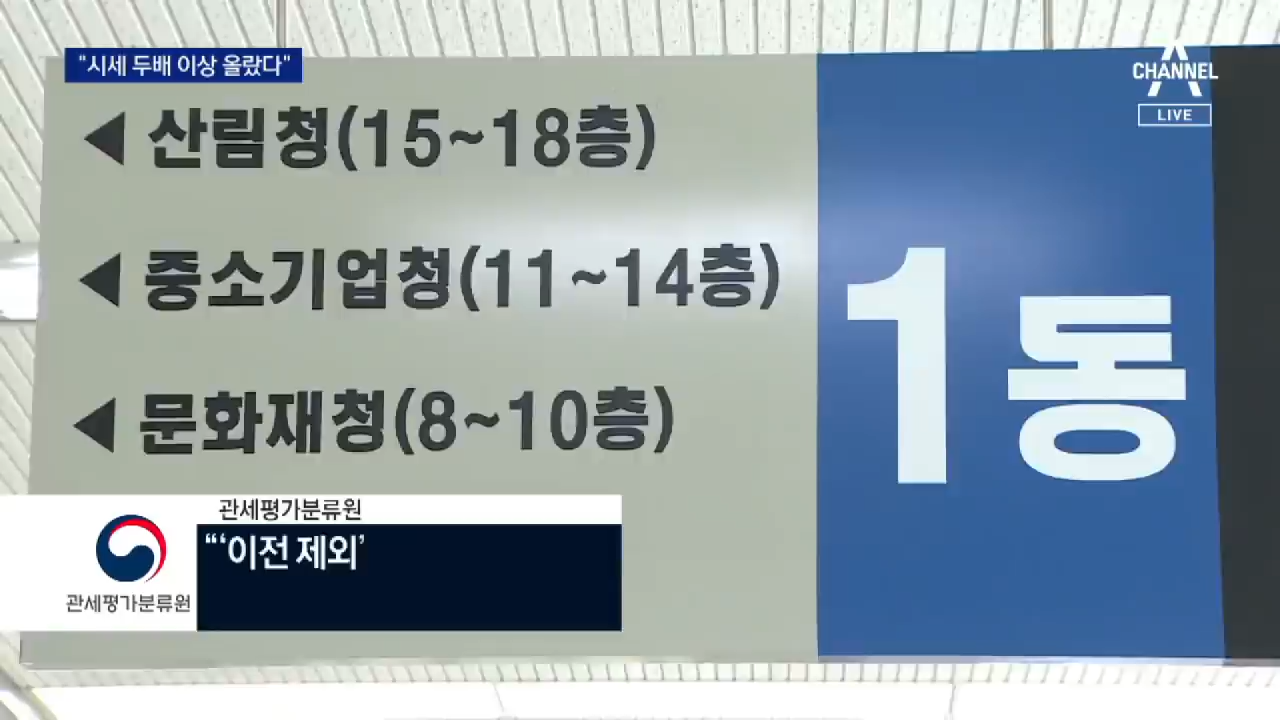 "시세 두배 이상 올랐다"
CHANNEL A
LIVE
◀ 산림청(15~18층)
◀ 중소기업청(11~14층)
◀ 문화재청(8~10층)
1동
관세평가분류원
“‘이전 제외’
관세평가분류원